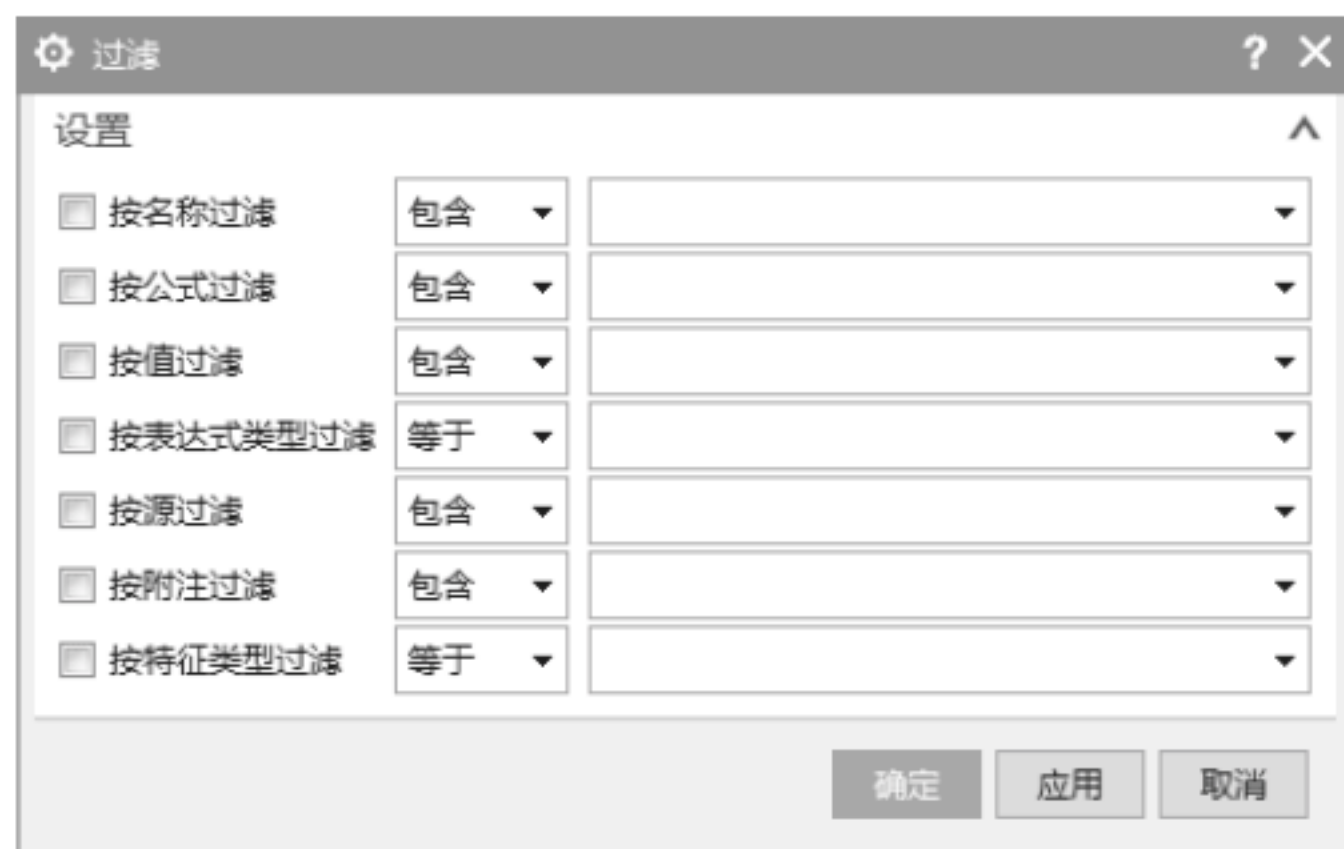 过滤 ?
设置
按名称过滤 包含
按公式过滤 包含
按值过滤 包含
按表达式类型过滤 等于
按源过滤 包含
按附注过滤 包含
按特征类型过滤 等于
确定 应用 取消